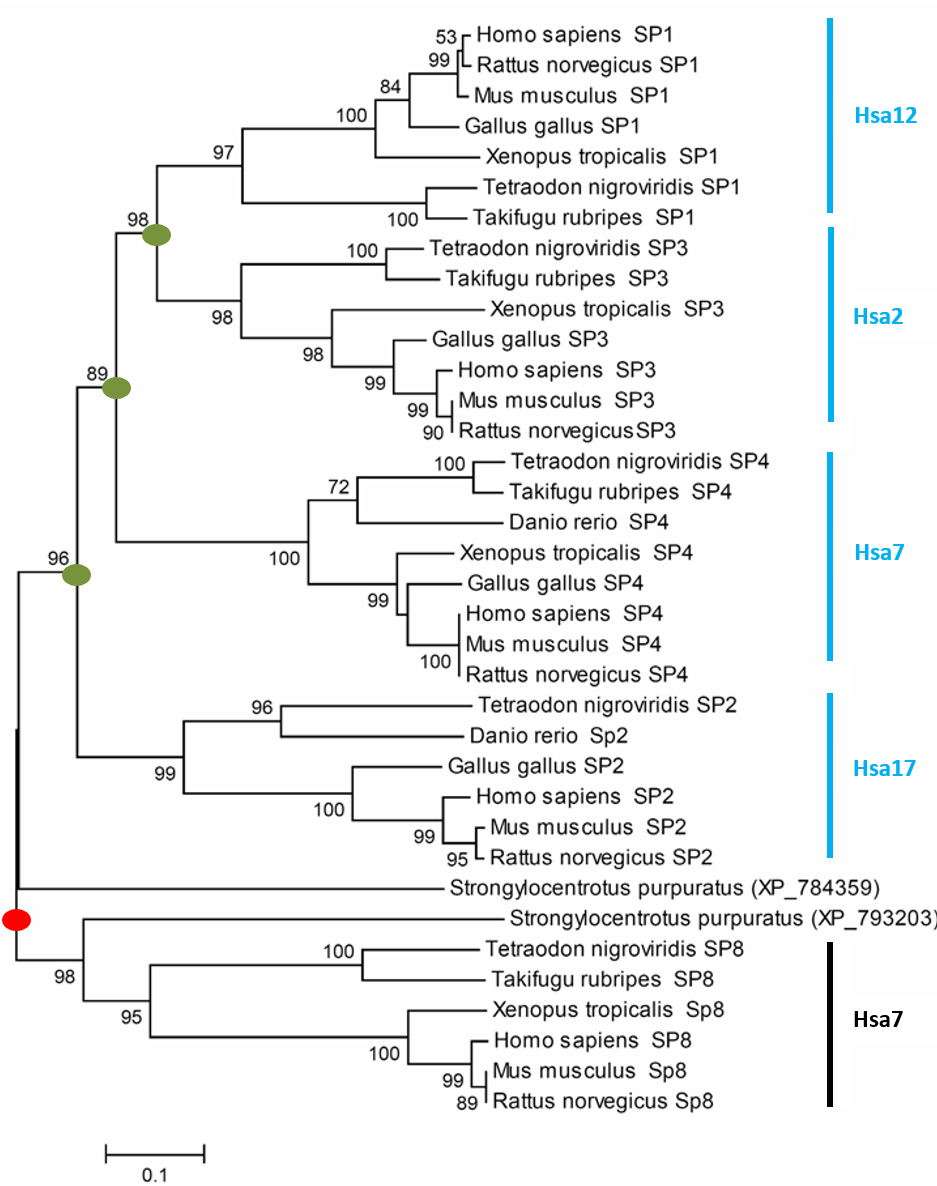 53
Homo sapiens SP1
99
Rattus norvegicus SP1
84
Mus musculus SP1
100
Gallus gallus SP1
Hsa12
97
Xenopus tropicalis SP1
Tetraodon nigroviridis SP1
100
Takifugu rubripes SP1
98
100
Tetraodon nigroviridis SP3
Takifugu rubripes SP3
98
Xenopus tropicalis SP3
Hsa2
98
Gallus gallus SP3
99
Homo sapiens SP3
89
99
Mus musculus SP3
90
Rattus norvegicusSP3
100
Tetraodon nigroviridis SP4
72
Takifugu rubripes SP4
Danio rerio SP4
100
Xenopus tropicalis SP4
Hsa7
96
99
Gallus gallus SP4
Homo sapiens SP4
Mus musculus SP4
100
Rattus norvegicus SP4
96
Tetraodon nigroviridis SP2
Danio rerio Sp2
99
Gallus gallus SP2
Hsa17
100
Homo sapiens SP2
99
Mus musculus SP2
95
Rattus norvegicus SP2
Strongylocentrotus purpuratus (XP_784359)
Strongylocentrotus purpuratus (XP_793203)
98
100
Tetraodon nigroviridis SP8
Takifugu rubripes SP8
95
Xenopus tropicalis Sp8
Hsa7
100
Homo sapiens SP8
99
Mus musculus Sp8
89
Rattus norvegicus Sp8
0.1